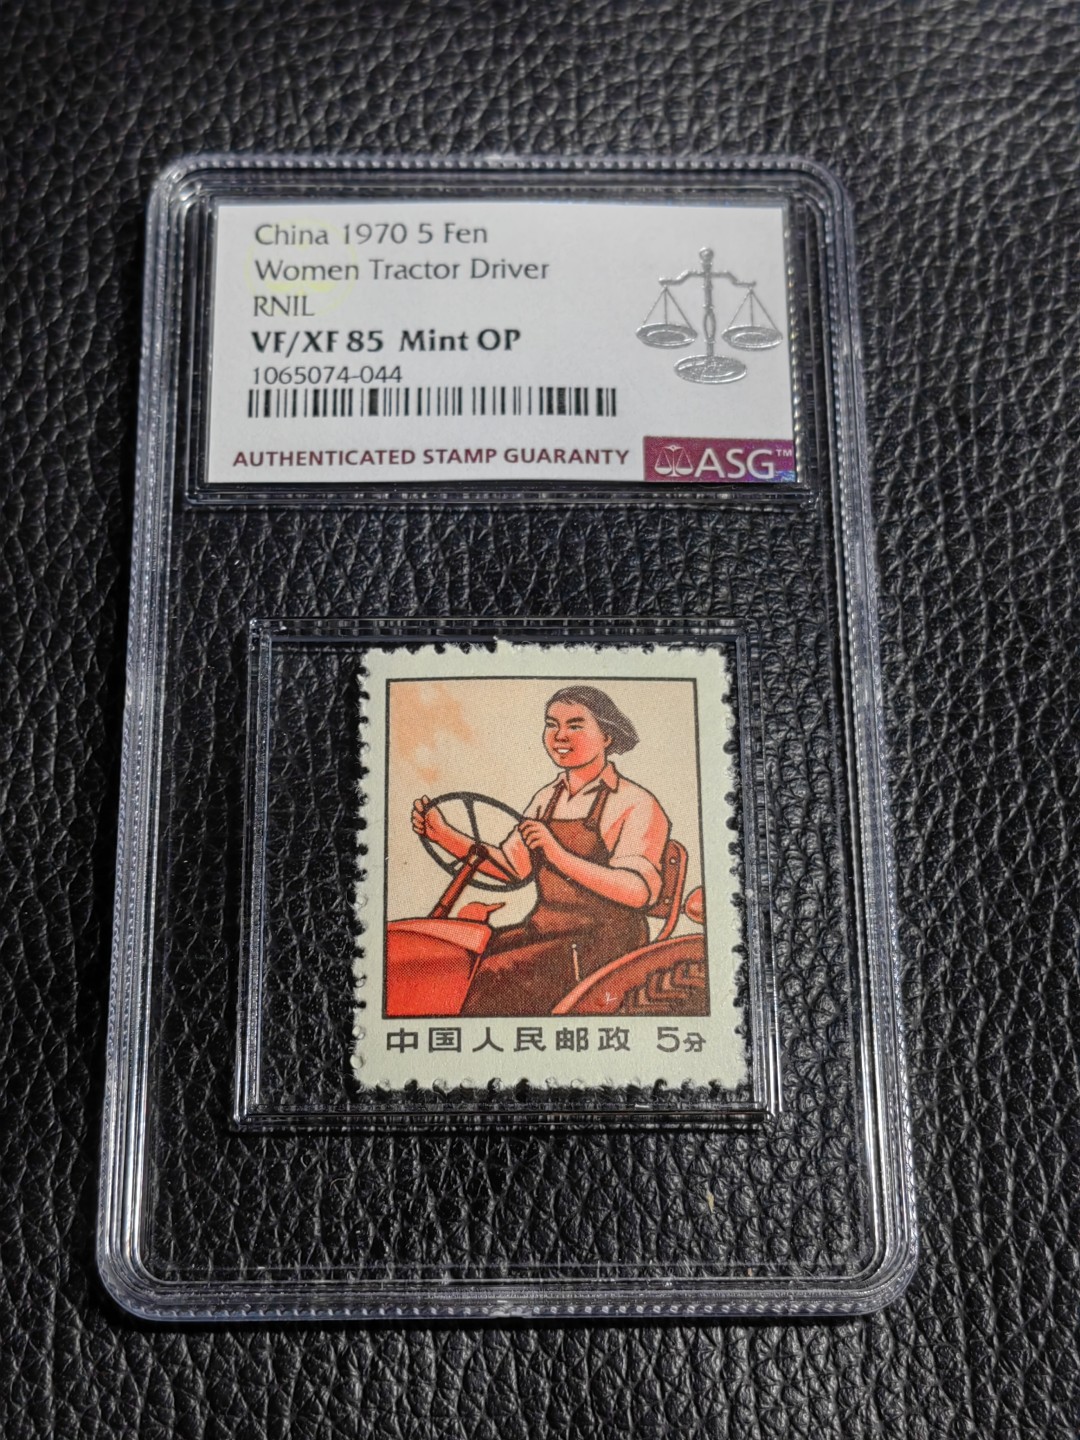 China 1970 5 Fen
Women Tractor Driver
RNIL
VF/XF 85 Mint OP
1065074-044
AUTHENTICATED STAMP GUARANTY ASG™
中国人民邮政 5分